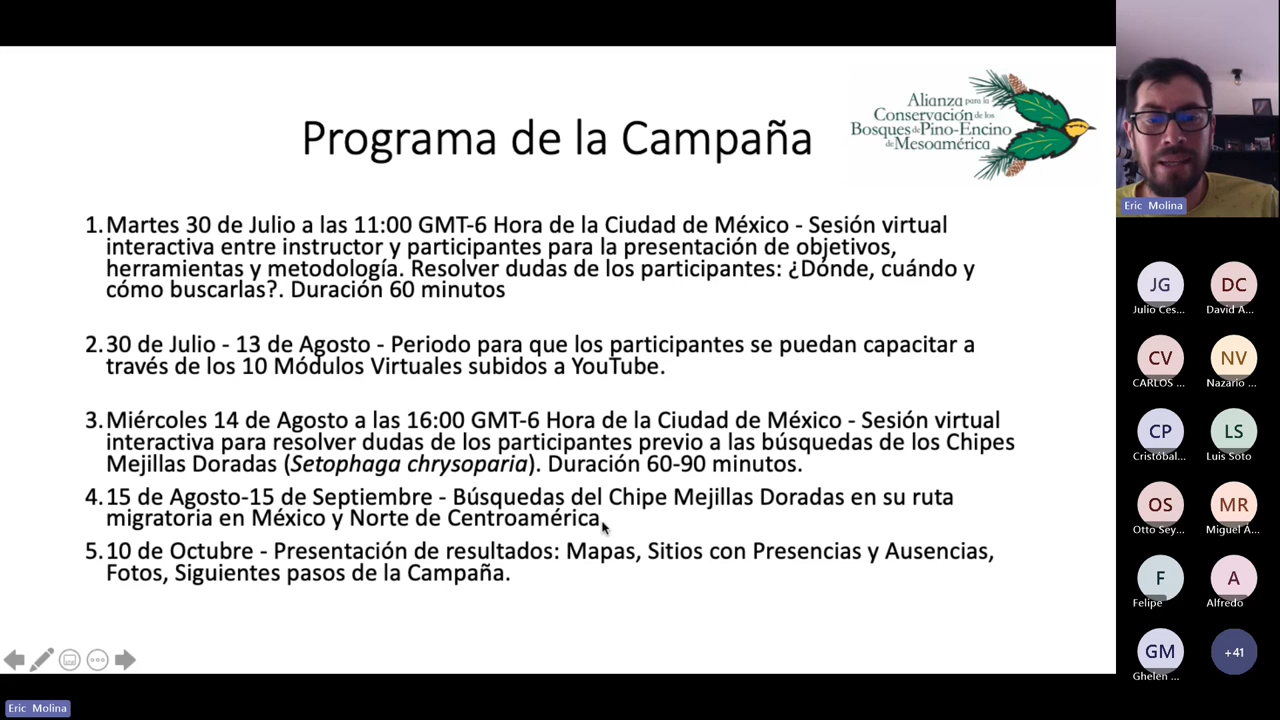 Alianza para la
Conservación de los
Bosques de Pino-Encino
de Mesoamérica
Programa de la Campaña
1. Martes 30 de Julio a las 11:00 GMT-6 Hora de la Ciudad de México - Sesión virtual
interactiva entre instructor y participantes para la presentación de objetivos,
herramientas y metodología. Resolver dudas de los participantes: ¿Dónde, cuándo y
cómo buscarlas?. Duración 60 minutos
2. 30 de Julio - 13 de Agosto - Periodo para que los participantes se puedan capacitar a
través de los 10 Módulos Virtuales subidos a YouTube.
3. Miércoles 14 de Agosto a las 16:00 GMT-6 Hora de la Ciudad de México - Sesión virtual
interactiva para resolver dudas de los participantes previo a las búsquedas de los Chipes
Mejillas Doradas (Setophaga chrysoparia). Duración 60-90 minutos.
4. 15 de Agosto-15 de Septiembre - Búsquedas del Chipe Mejillas Doradas en su ruta
migratoria en México y Norte de Centroamérica
5. 10 de Octubre - Presentación de resultados: Mapas, Sitios con Presencias y Ausencias,
Fotos, Siguientes pasos de la Campaña.
Eric Molina
Eric Molina
JG
Julio Ces...
DC
David A...
CV
CARLOS ...
NV
Nazario ...
CP
Cristóbal...
LS
Luis Soto
OS
Otto Sey...
MR
Miguel Á...
F
Felipe
A
Alfredo
GM
Ghelen ...
+41